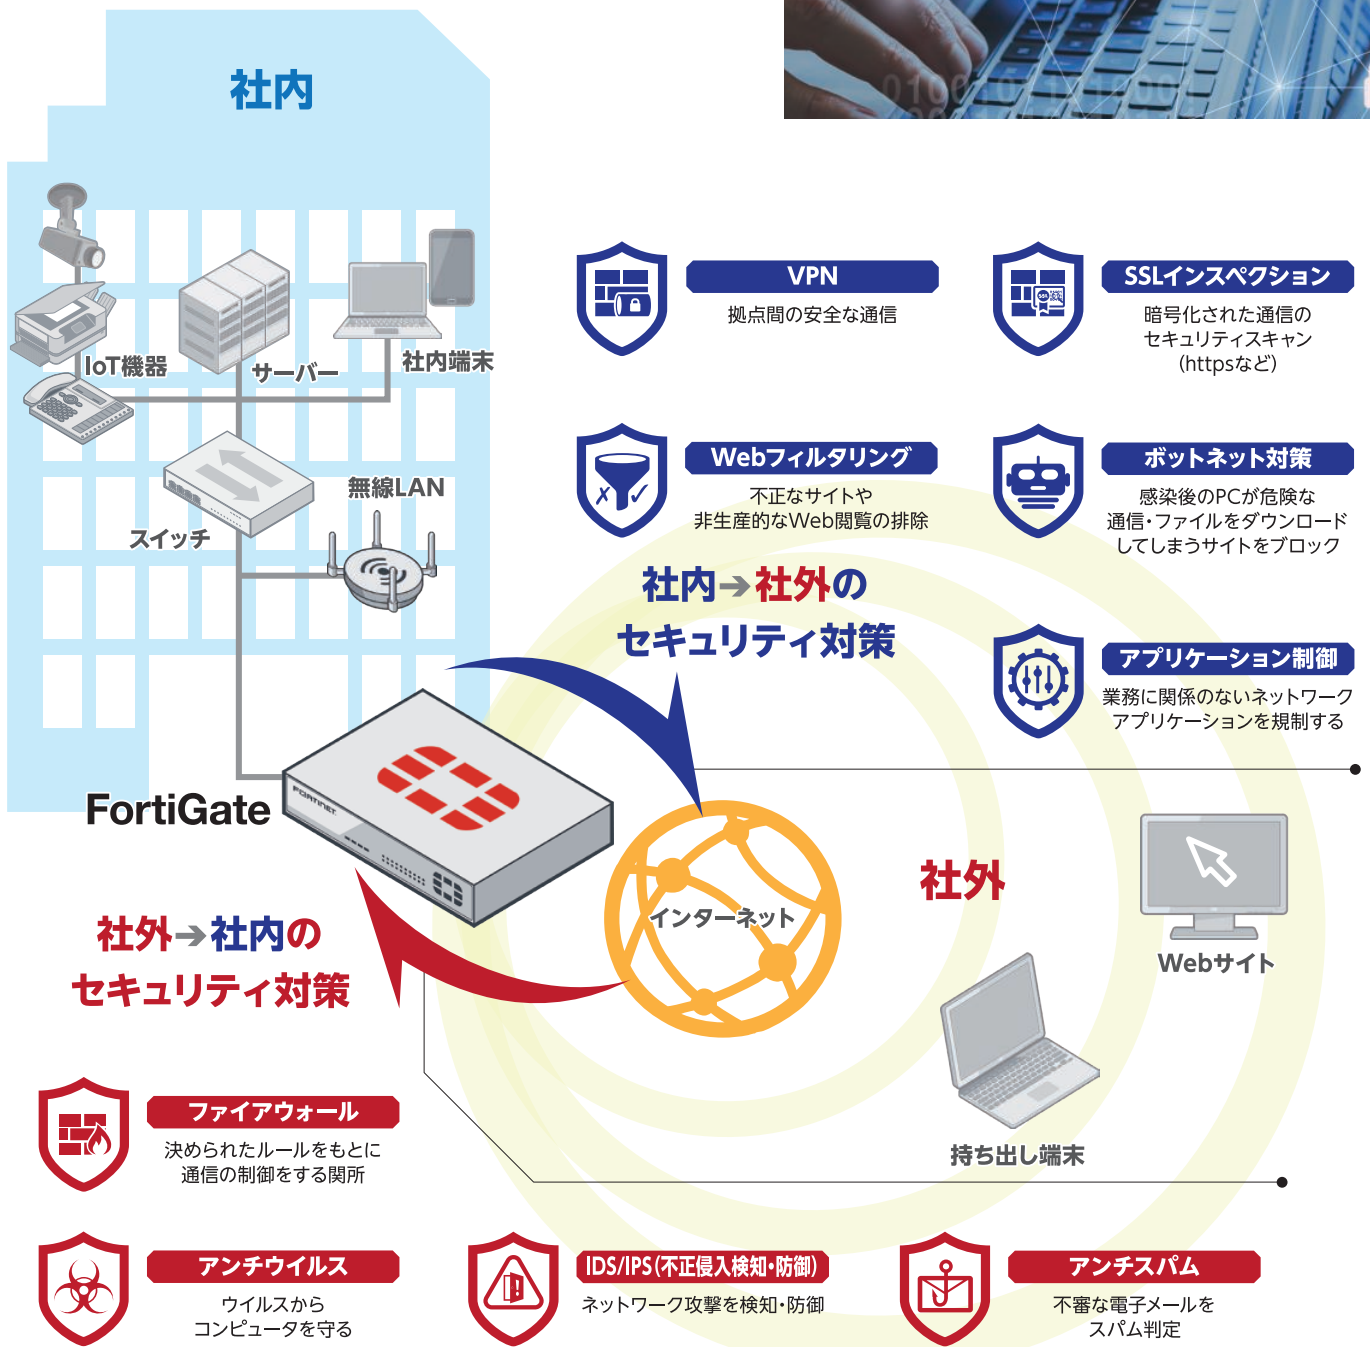 社内
IoT機器
サーバー
社内端末
スイッチ
無線LAN
VPN
拠点間の安全な通信
SSLインスペクション
暗号化された通信の
セキュリティスキャン
(httpsなど)
Webフィルタリング
不正なサイトや
非生産的なWeb閲覧の排除
ボットネット対策
感染後のPCが危険な
通信・ファイルをダウンロード
してしまうサイトをブロック
社内→社外の
セキュリティ対策
アプリケーション制御
業務に関係のないネットワーク
アプリケーションを規制する
FortiGate
FORTINET
インターネット
社外
Webサイト
持ち出し端末
社外→社内の
セキュリティ対策
ファイアウォール
決められたルールをもとに
通信の制御をする関所
アンチウイルス
ウイルスから
コンピュータを守る
IDS/IPS(不正侵入検知・防御)
ネットワーク攻撃を検知・防御
アンチスパム
不審な電子メールを
スパム判定